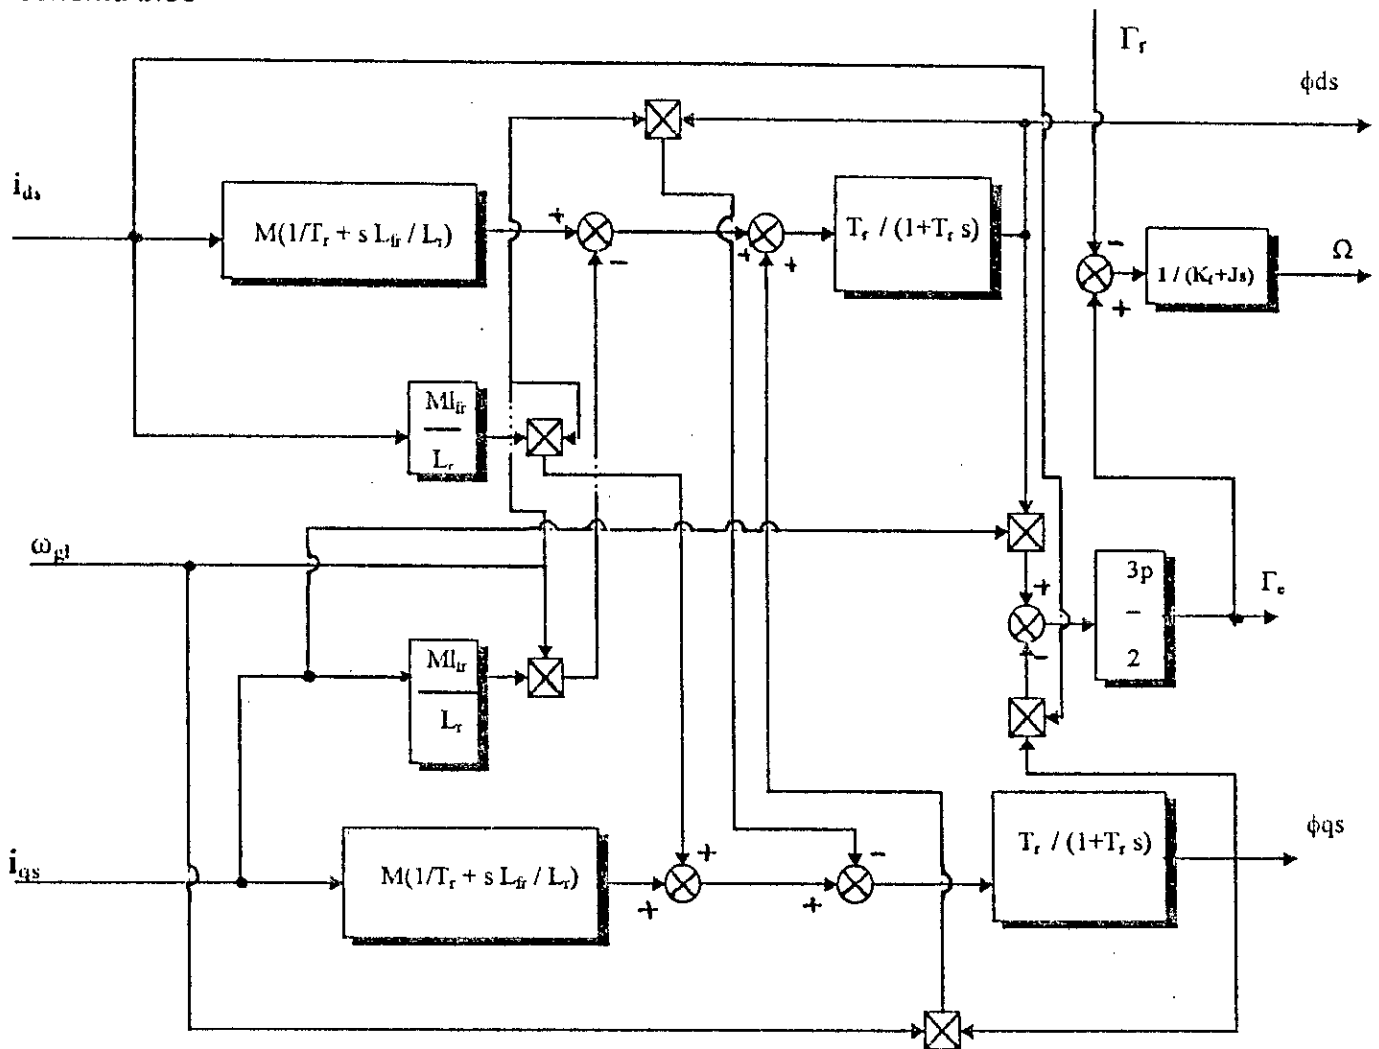 Γr
ϕds
ids
M(1/Tr + s Lfr / Lr)
+
−
+
+
Tr / (1+Tr s)
−
+
1 / (Kf+Js)
Ω
Mlfr
Lr
ωgl
+
−
3p
2
Γe
Mlfr
Lr
iqs
M(1/Tr + s Lfr / Lr)
+
+
−
+
Tr / (1+Tr s)
ϕqs